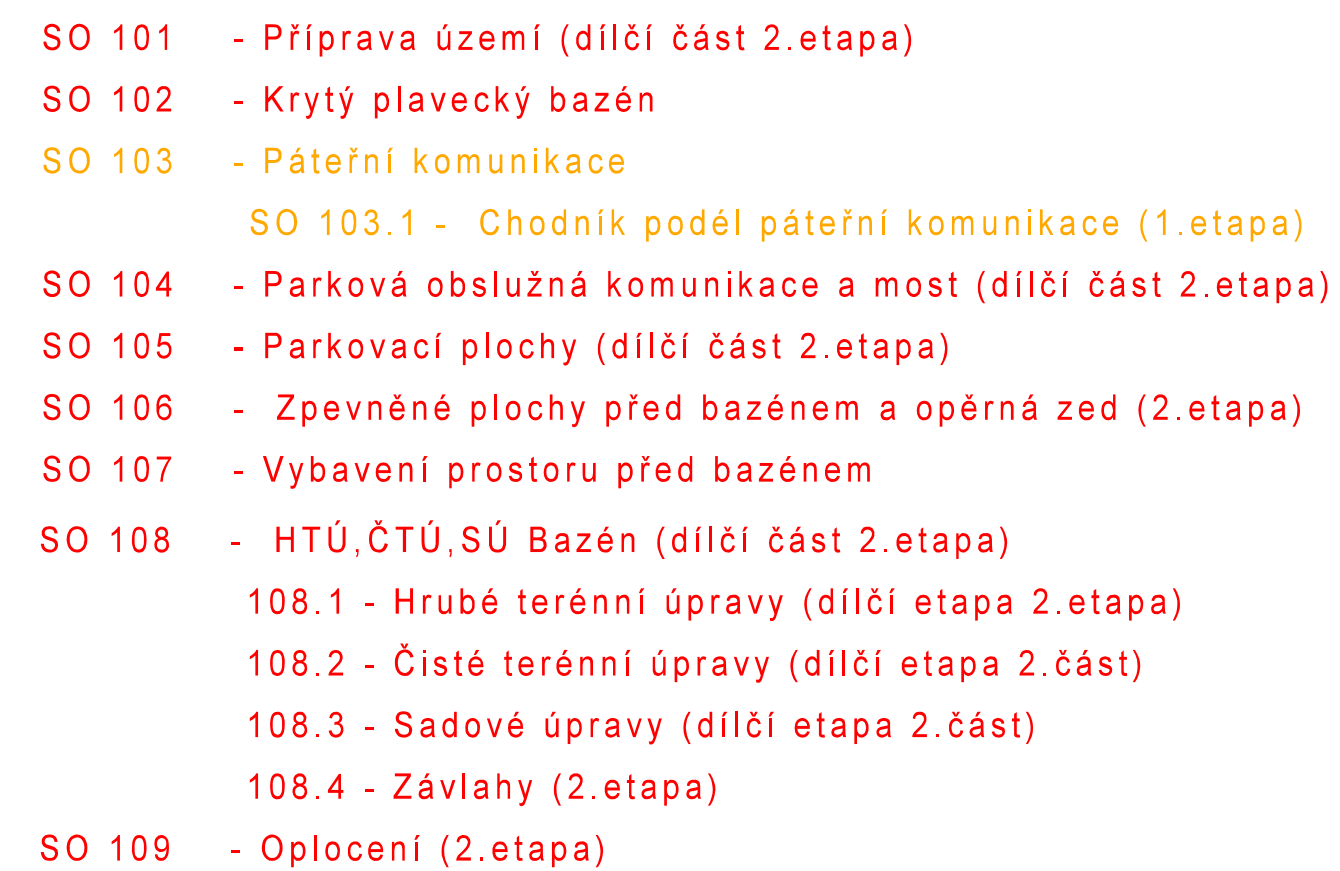 SO 101 - Příprava území (dílčí část 2.etapa)
SO 102 - Krytý plavecký bazén
SO 103 - Páteřní komunikace
SO 103.1 - Chodník podél páteřní komunikace (1.etapa)
SO 104 - Parková obslužná komunikace a most (dílčí část 2.etapa)
SO 105 - Parkovací plochy (dílčí část 2.etapa)
SO 106 - Zpevněné plochy před bazénem a opěrná zed (2.etapa)
SO 107 - Vybavení prostoru před bazénem
SO 108 - HTÚ,ČTÚ,SÚ Bazén (dílčí část 2.etapa)
108.1 - Hrubé terénní úpravy (dílčí etapa 2.etapa)
108.2 - Čisté terénní úpravy (dílčí etapa 2.část)
108.3 - Sadové úpravy (dílčí etapa 2.část)
108.4 - Závlahy (2.etapa)
SO 109 - Oplocení (2.etapa)